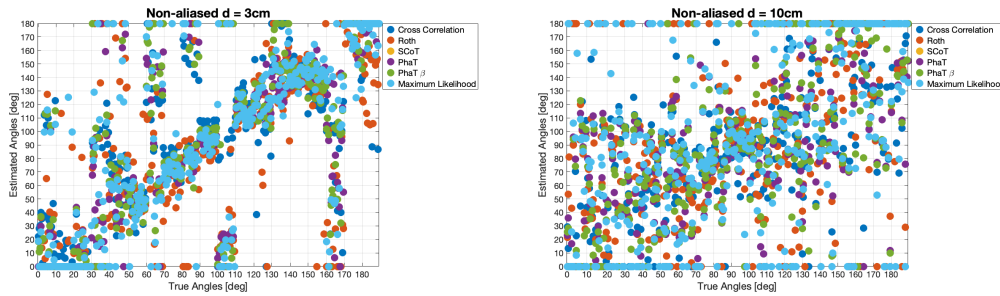 Non-aliased d = 3cm
180
170
160
150
140
130
120
110
100
90
80
70
60
50
40
30
20
10
0
Estimated Angles [deg]
0 10 20 30 40 50 60 70 80 90 100 110 120 130 140 150 160 170 180
True Angles [deg]
Cross Correlation
Roth
SCoT
PhaT
PhaT β
Maximum Likelihood
Non-aliased d = 10cm
180
170
160
150
140
130
120
110
100
90
80
70
60
50
40
30
20
10
0
Estimated Angles [deg]
0 10 20 30 40 50 60 70 80 90 100 110 120 130 140 150 160 170 180
True Angles [deg]
Cross Correlation
Roth
SCoT
PhaT
PhaT β
Maximum Likelihood